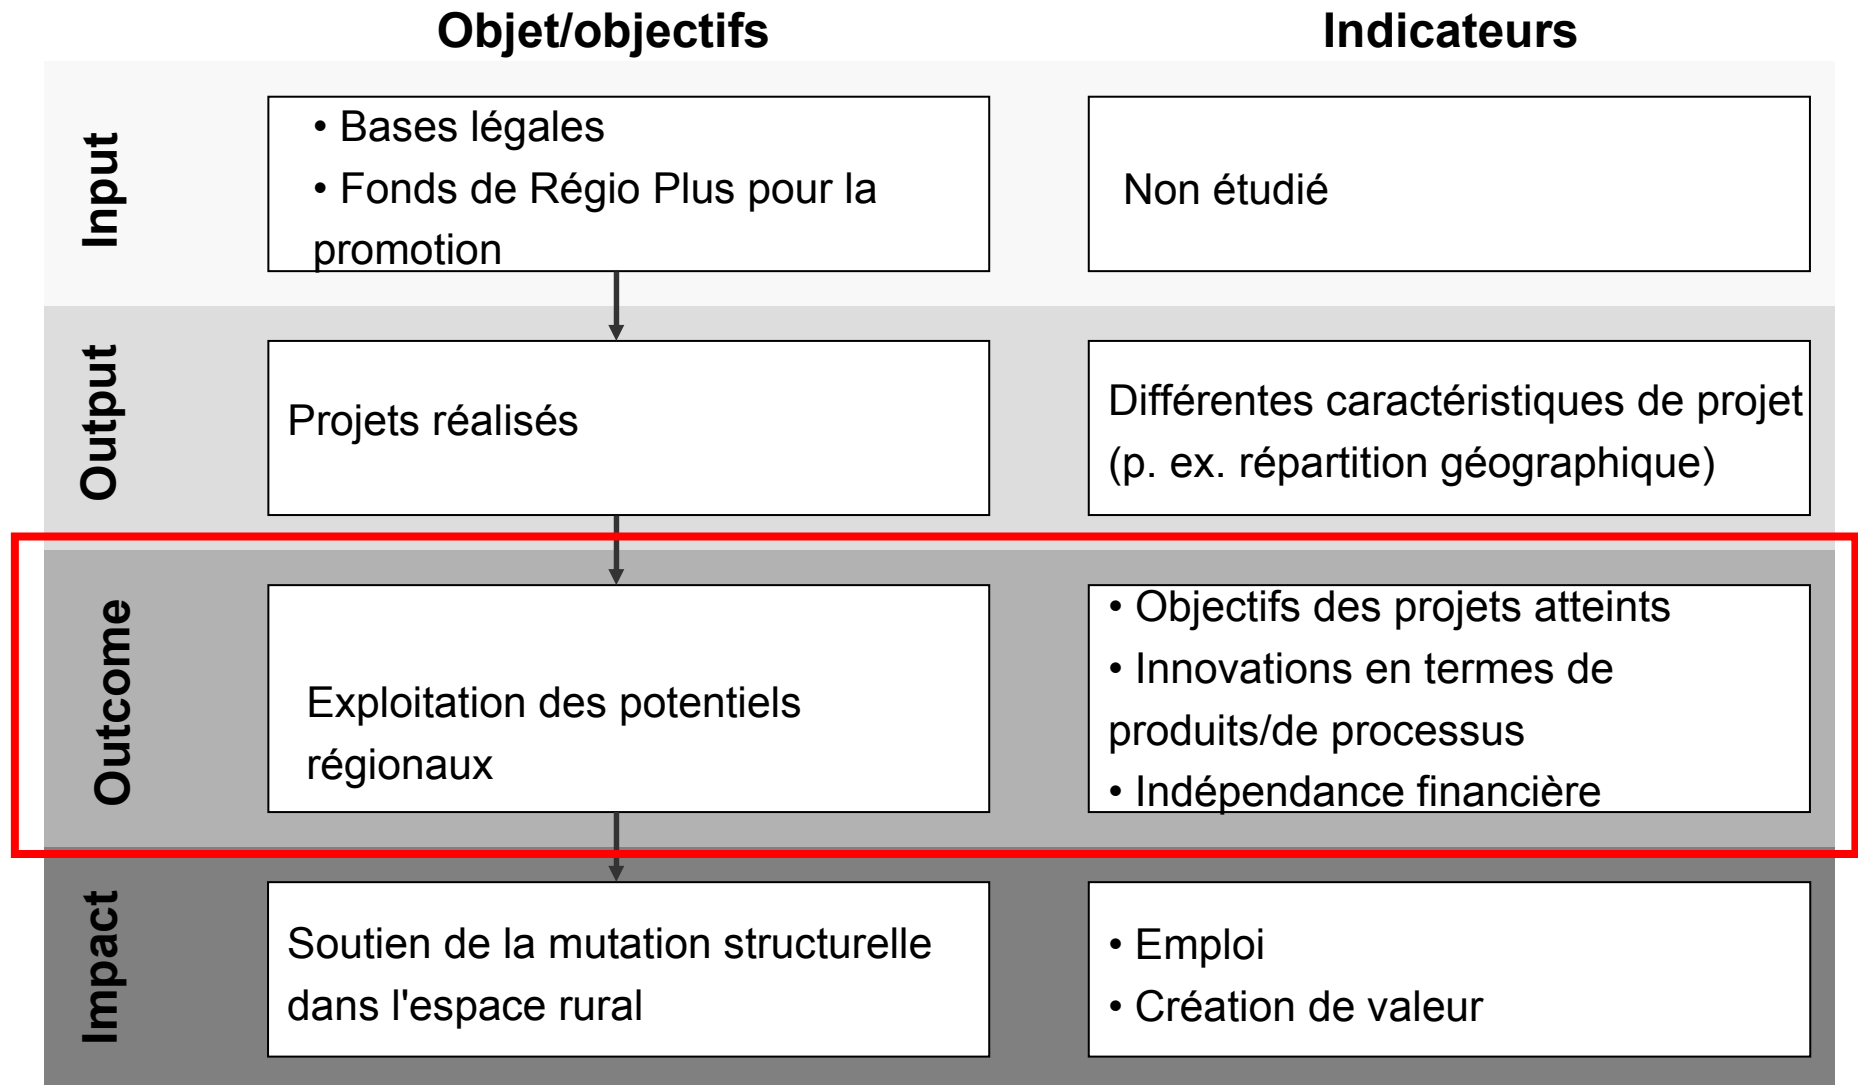 Objet/objectifs
Indicateurs
Input
• Bases légales
• Fonds de Régio Plus pour la
promotion
Non étudié
Output
Projets réalisés
Différentes caractéristiques de projet
(p. ex. répartition géographique)
Outcome
Exploitation des potentiels
régionaux
• Objectifs des projets atteints
• Innovations en termes de
produits/de processus
• Indépendance financière
Impact
Soutien de la mutation structurelle
dans l'espace rural
• Emploi
• Création de valeur